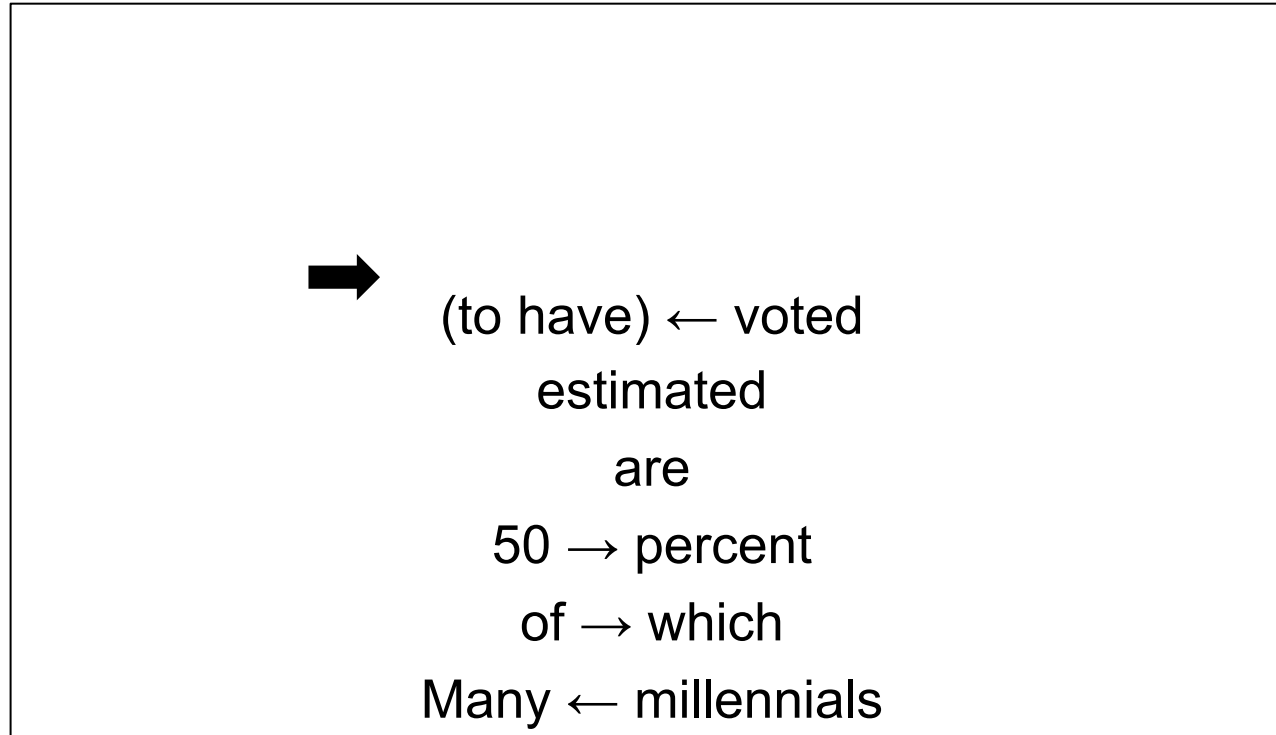 (to have) ← voted
estimated
are
50 → percent
of → which
Many ← millennials